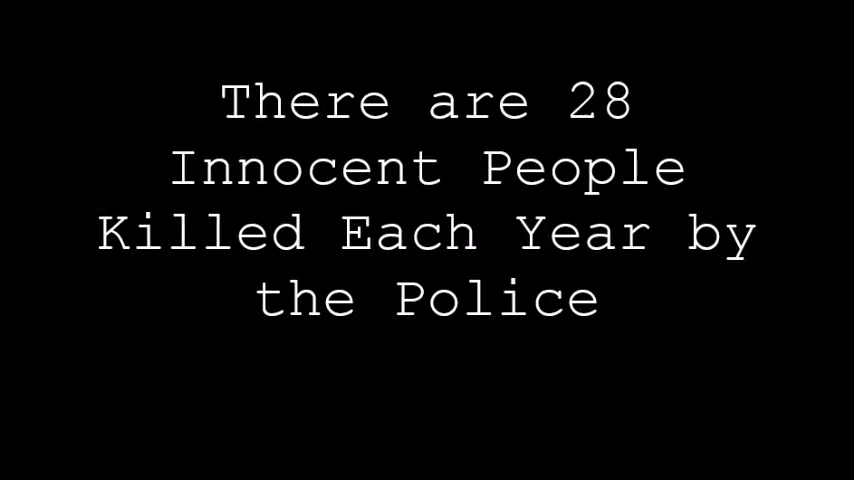 There are 28
Innocent People
Killed Each Year by
the Police